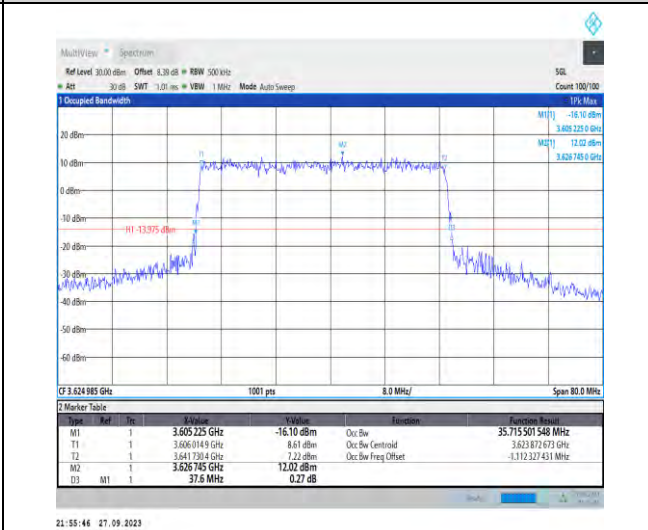 MultiView Spectrum
Ref Level 30.00 dBm Offset 8.39 dB RBW 500 kHz SGL
Att 30 dB SWT 1.01 ms VBW 1 MHz Mode Auto Sweep Count 100/100
1 Occupied Bandwidth 1Pk Max
M1[1] -16.10 dBm
3.605 225 0 GHz
M2[1] 12.02 dBm
3.626 745 0 GHz
20 dBm
M2
T1
T2
10 dBm
0 dBm
-10 dBm
M1
H1 -13.975 dBm
D3
-20 dBm
-30 dBm
-40 dBm
-50 dBm
-60 dBm
CF 3.624 985 GHz 1001 pts 8.0 MHz/ Span 80.0 MHz
2 Marker Table
Type Ref Trc X-Value Y-Value Function Function Result
M1 1 3.605 225 GHz -16.10 dBm Occ Bw 35.715 501 548 MHz
T1 1 3.606 014 9 GHz 8.61 dBm Occ Bw Centroid 3.623 872 673 GHz
T2 1 3.641 730 4 GHz 7.22 dBm Occ Bw Freq Offset -1.112 327 431 MHz
M2 1 3.626 745 GHz 12.02 dBm
D3 M1 1 37.6 MHz 0.27 dB
21:55:46 27.09.2023